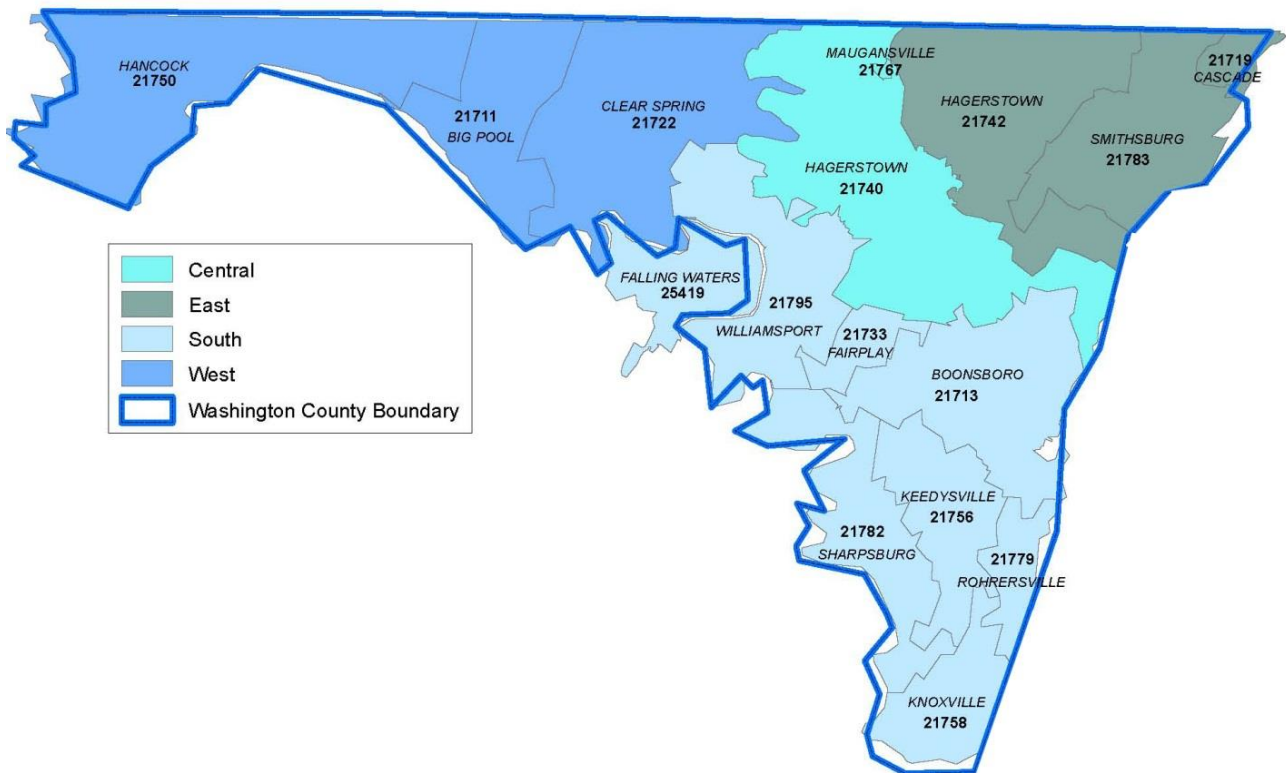 HANCOCK
21750
21711
BIG POOL
CLEAR SPRING
21722
MAUGANSVILLE
21767
HAGERSTOWN
21742
21719
CASCADE
SMITHSBURG
21783
HAGERSTOWN
21740
FALLING WATERS
25419
21795
WILLIAMSPORT
21733
FAIRPLAY
BOONSBORO
21713
KEEDYSVILLE
21756
21782
SHARPSBURG
21779
ROHRERSVILLE
KNOXVILLE
21758
Central
East
South
West
Washington County Boundary